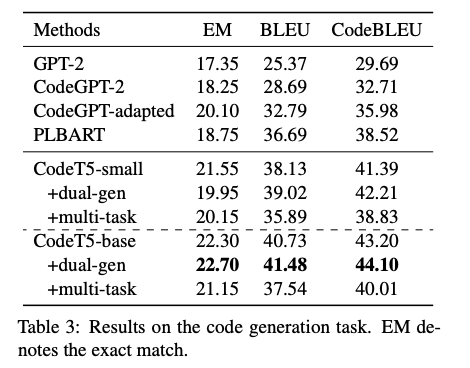 Methods EM BLEU CodeBLEU
GPT-2 17.35 25.37 29.69
CodeGPT-2 18.25 28.69 32.71
CodeGPT-adapted 20.10 32.79 35.98
PLBART 18.75 36.69 38.52
CodeT5-small 21.55 38.13 41.39
+dual-gen 19.95 39.02 42.21
+multi-task 20.15 35.89 38.83
CodeT5-base 22.30 40.73 43.20
+dual-gen 22.70 41.48 44.10
+multi-task 21.15 37.54 40.01
Table 3: Results on the code generation task. EM de-
notes the exact match.